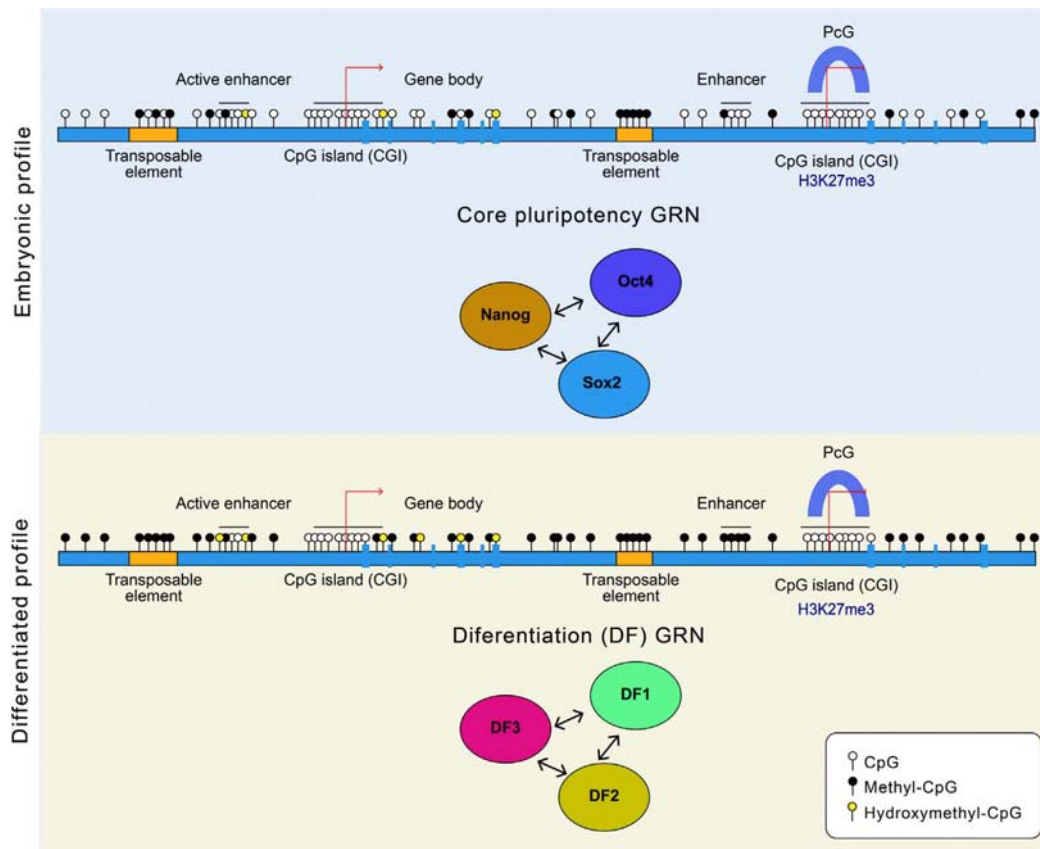 Embryonic profile
PcG
Active enhancer
Gene body
Enhancer
Transposable
element
CpG island (CGI)
Transposable
element
CpG island (CGI)
H3K27me3
Core pluripotency GRN
Oct4
Nanog
Sox2
Differentiated profile
PcG
Active enhancer
Gene body
Enhancer
Transposable
element
CpG island (CGI)
Transposable
element
CpG island (CGI)
H3K27me3
Diferentiation (DF) GRN
DF1
DF3
DF2
CpG
Methyl-CpG
Hydroxymethyl-CpG